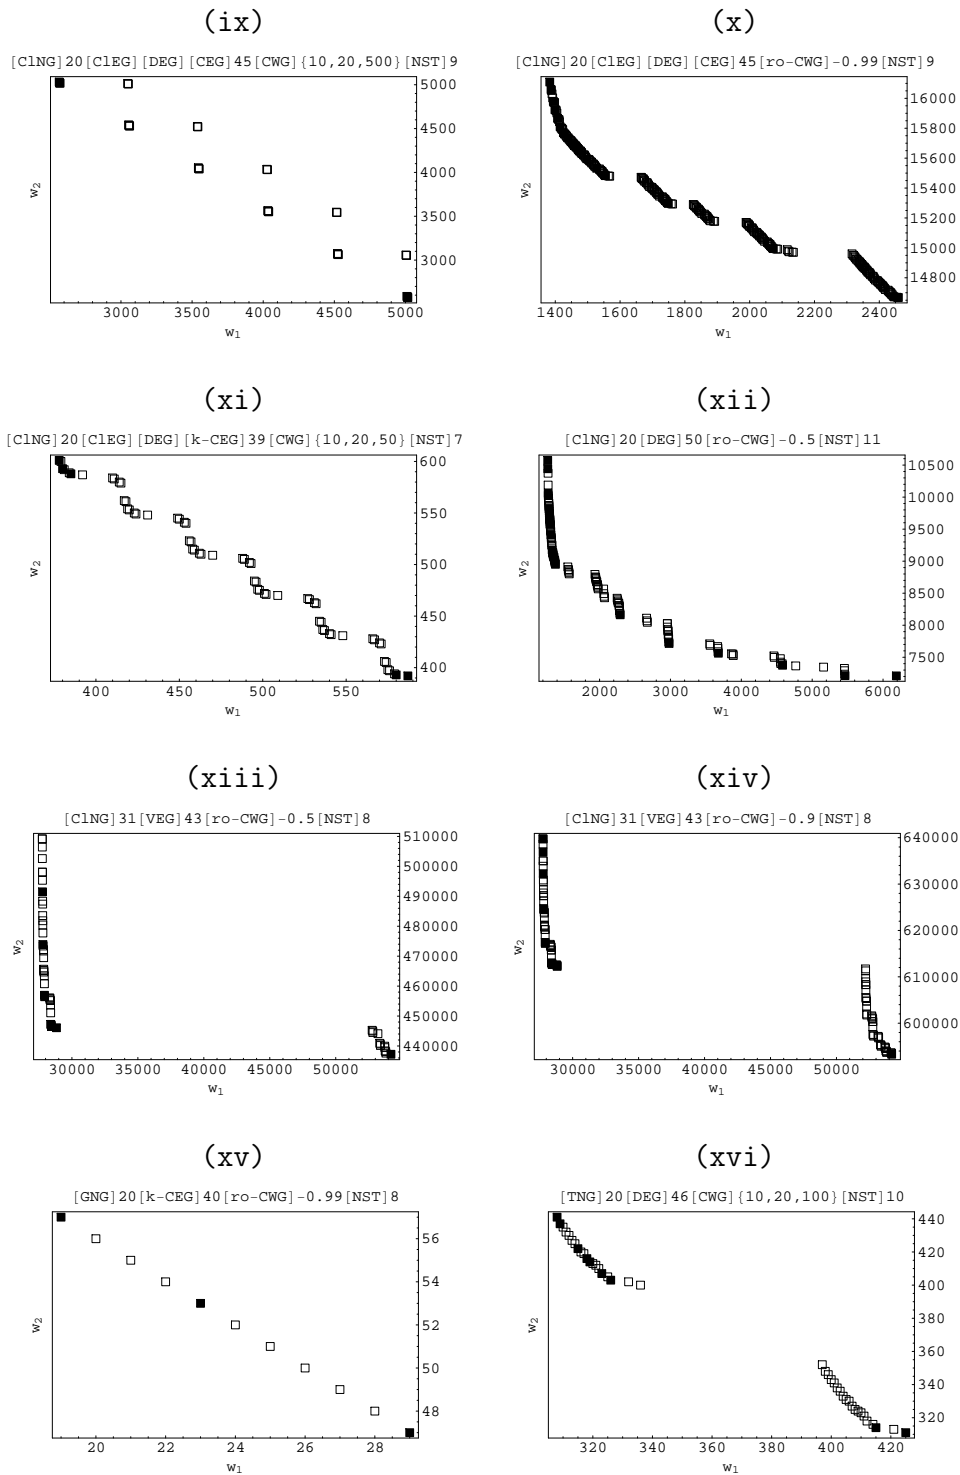 (ix)
[ClNG]20[ClEG][DEG][CEG]45[CWG]{10,20,500}[NST]9
5000
4500
4000
3500
3000
w2
3000 3500 4000 4500 5000
w1
(x)
[ClNG]20[ClEG][DEG][CEG]45[ro-CWG]-0.99[NST]9
16000
15800
15600
15400
15200
15000
14800
w2
1400 1600 1800 2000 2200 2400
w1
(xi)
[ClNG]20[ClEG][DEG][k-CEG]39[CWG]{10,20,50}[NST]7
600
550
500
450
400
w2
400 450 500 550
w1
(xii)
[ClNG]20[DEG]50[ro-CWG]-0.5[NST]11
10500
10000
9500
9000
8500
8000
7500
w2
2000 3000 4000 5000 6000
w1
(xiii)
[ClNG]31[VEG]43[ro-CWG]-0.5[NST]8
510000
500000
490000
480000
470000
460000
450000
440000
w2
30000 35000 40000 45000 50000
w1
(xiv)
[ClNG]31[VEG]43[ro-CWG]-0.9[NST]8
640000
630000
620000
610000
600000
w2
30000 35000 40000 45000 50000
w1
(xv)
[GNG]20[k-CEG]40[ro-CWG]-0.99[NST]8
56
54
52
50
48
w2
20 22 24 26 28
w1
(xvi)
[TNG]20[DEG]46[CWG]{10,20,100}[NST]10
440
420
400
380
360
340
320
w2
320 340 360 380 400 420
w1